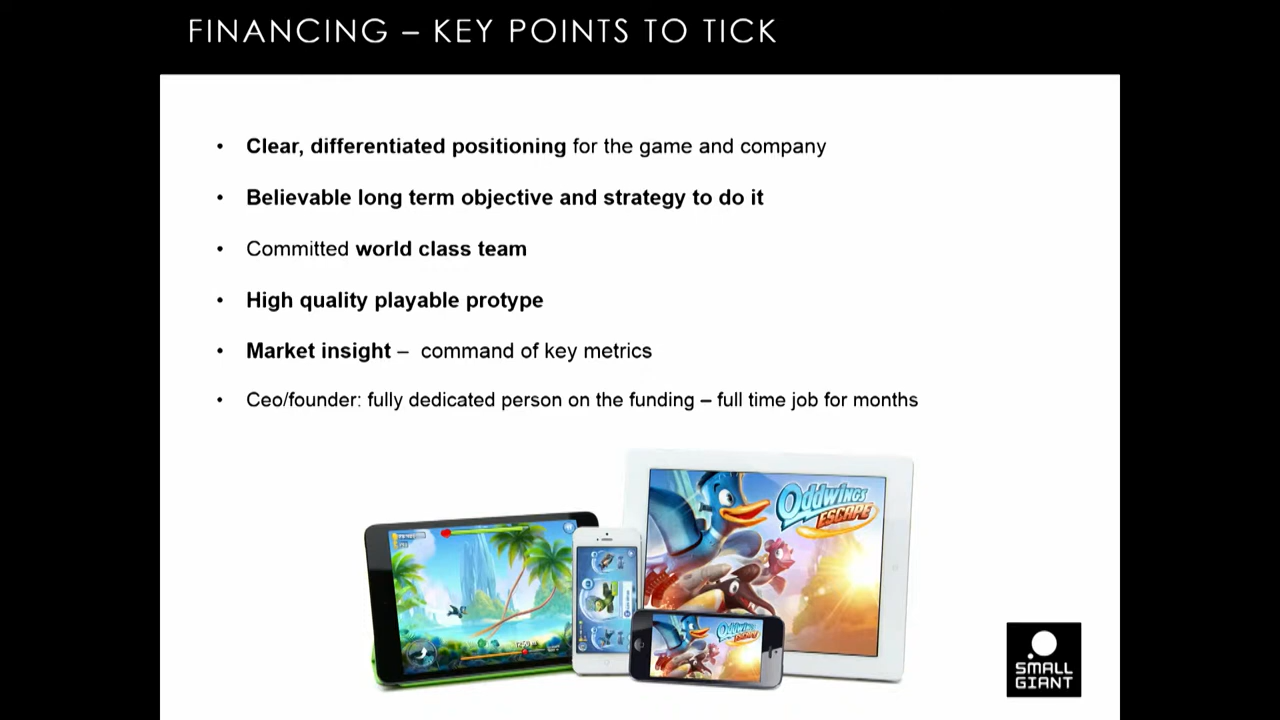 FINANCING – KEY POINTS TO TICK
• Clear, differentiated positioning for the game and company
• Believable long term objective and strategy to do it
• Committed world class team
• High quality playable protype
• Market insight – command of key metrics
• Ceo/founder: fully dedicated person on the funding – full time job for months
ODDWINGS
ESCAPE
ODDWINGS
ESCAPE
SMALL
GIANT